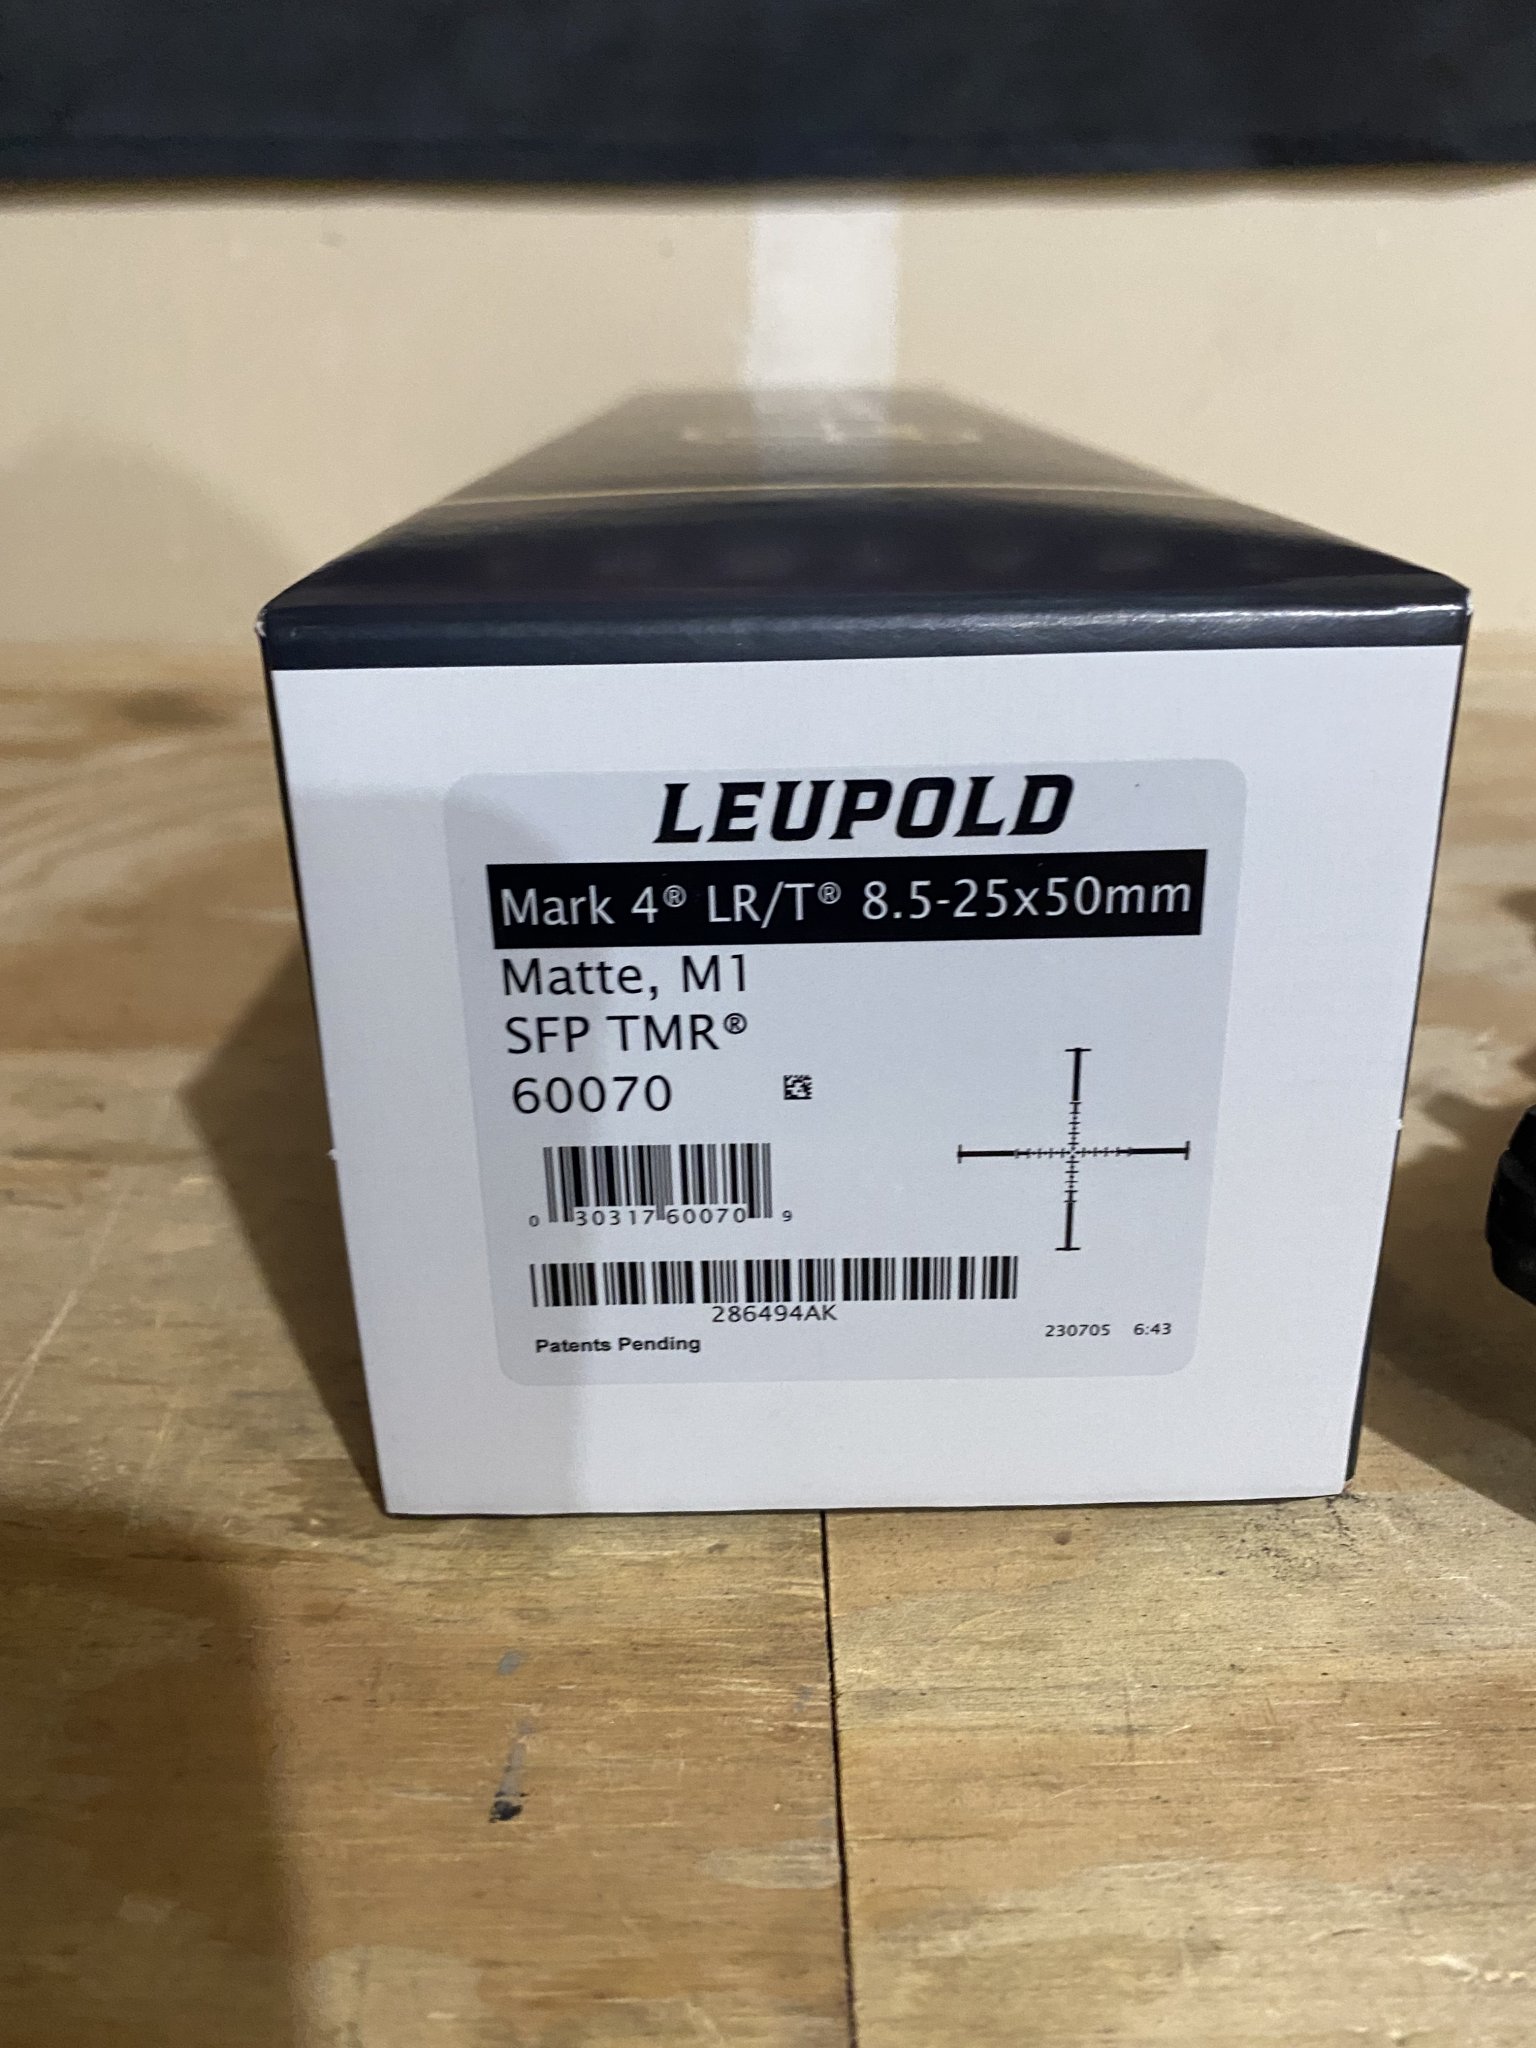 LEUPOLD
Mark 4® LR/T® 8.5-25x50mm
Matte, M1
SFP TMR®
60070
0 30317 60070 9
286494AK
Patents Pending
230705 6:43